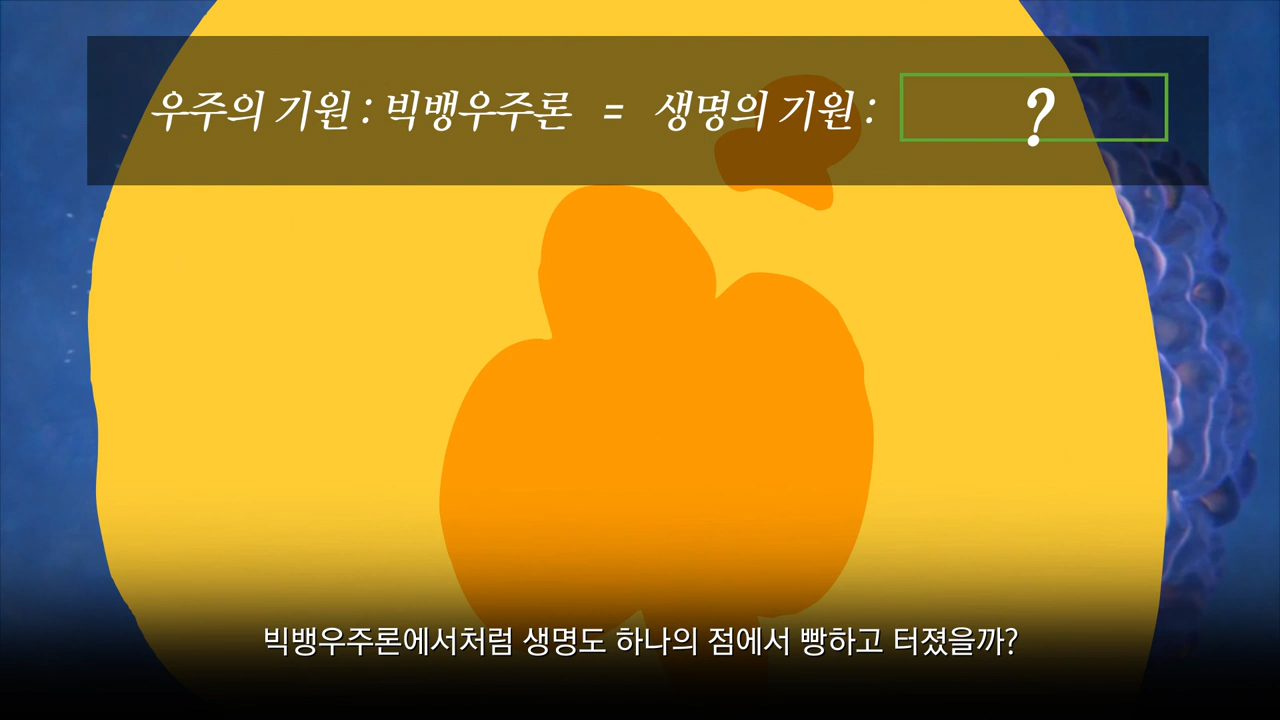 우주의 기원 : 빅뱅우주론 = 생명의 기원 : ?
빅뱅우주론에서처럼 생명도 하나의 점에서 빵하고 터졌을까?